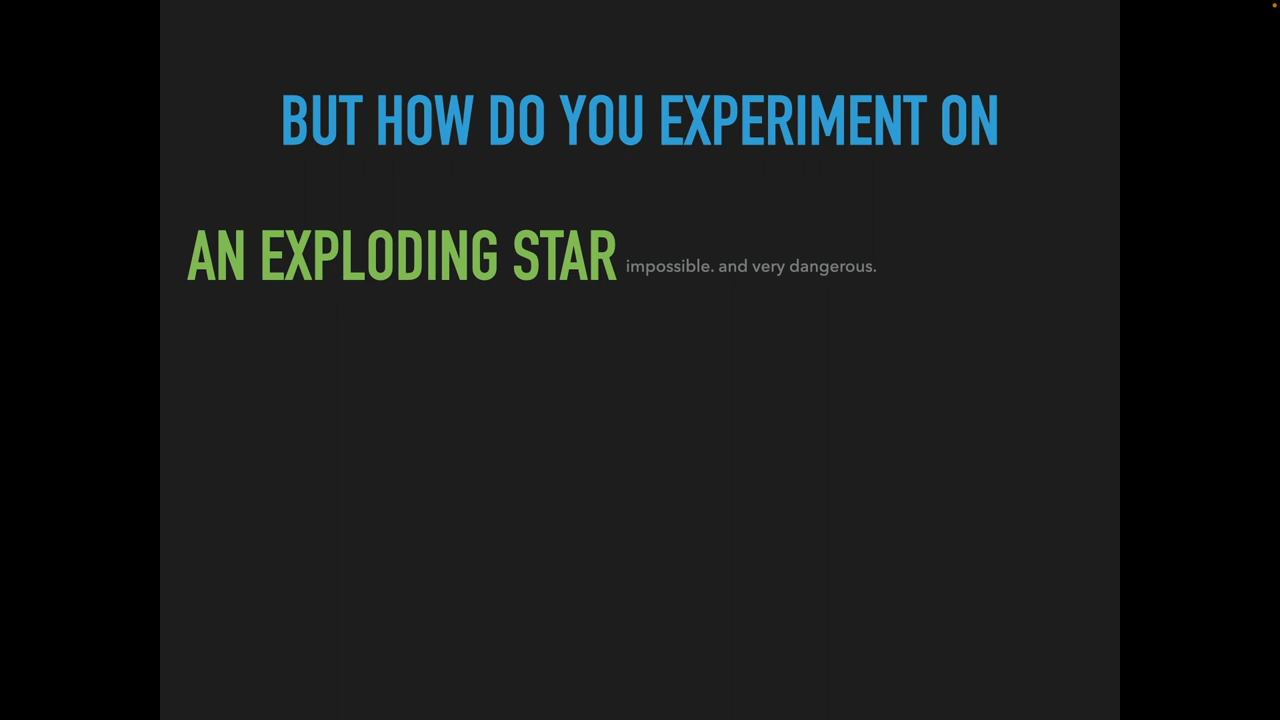 BUT HOW DO YOU EXPERIMENT ON
AN EXPLODING STAR impossible. and very dangerous.